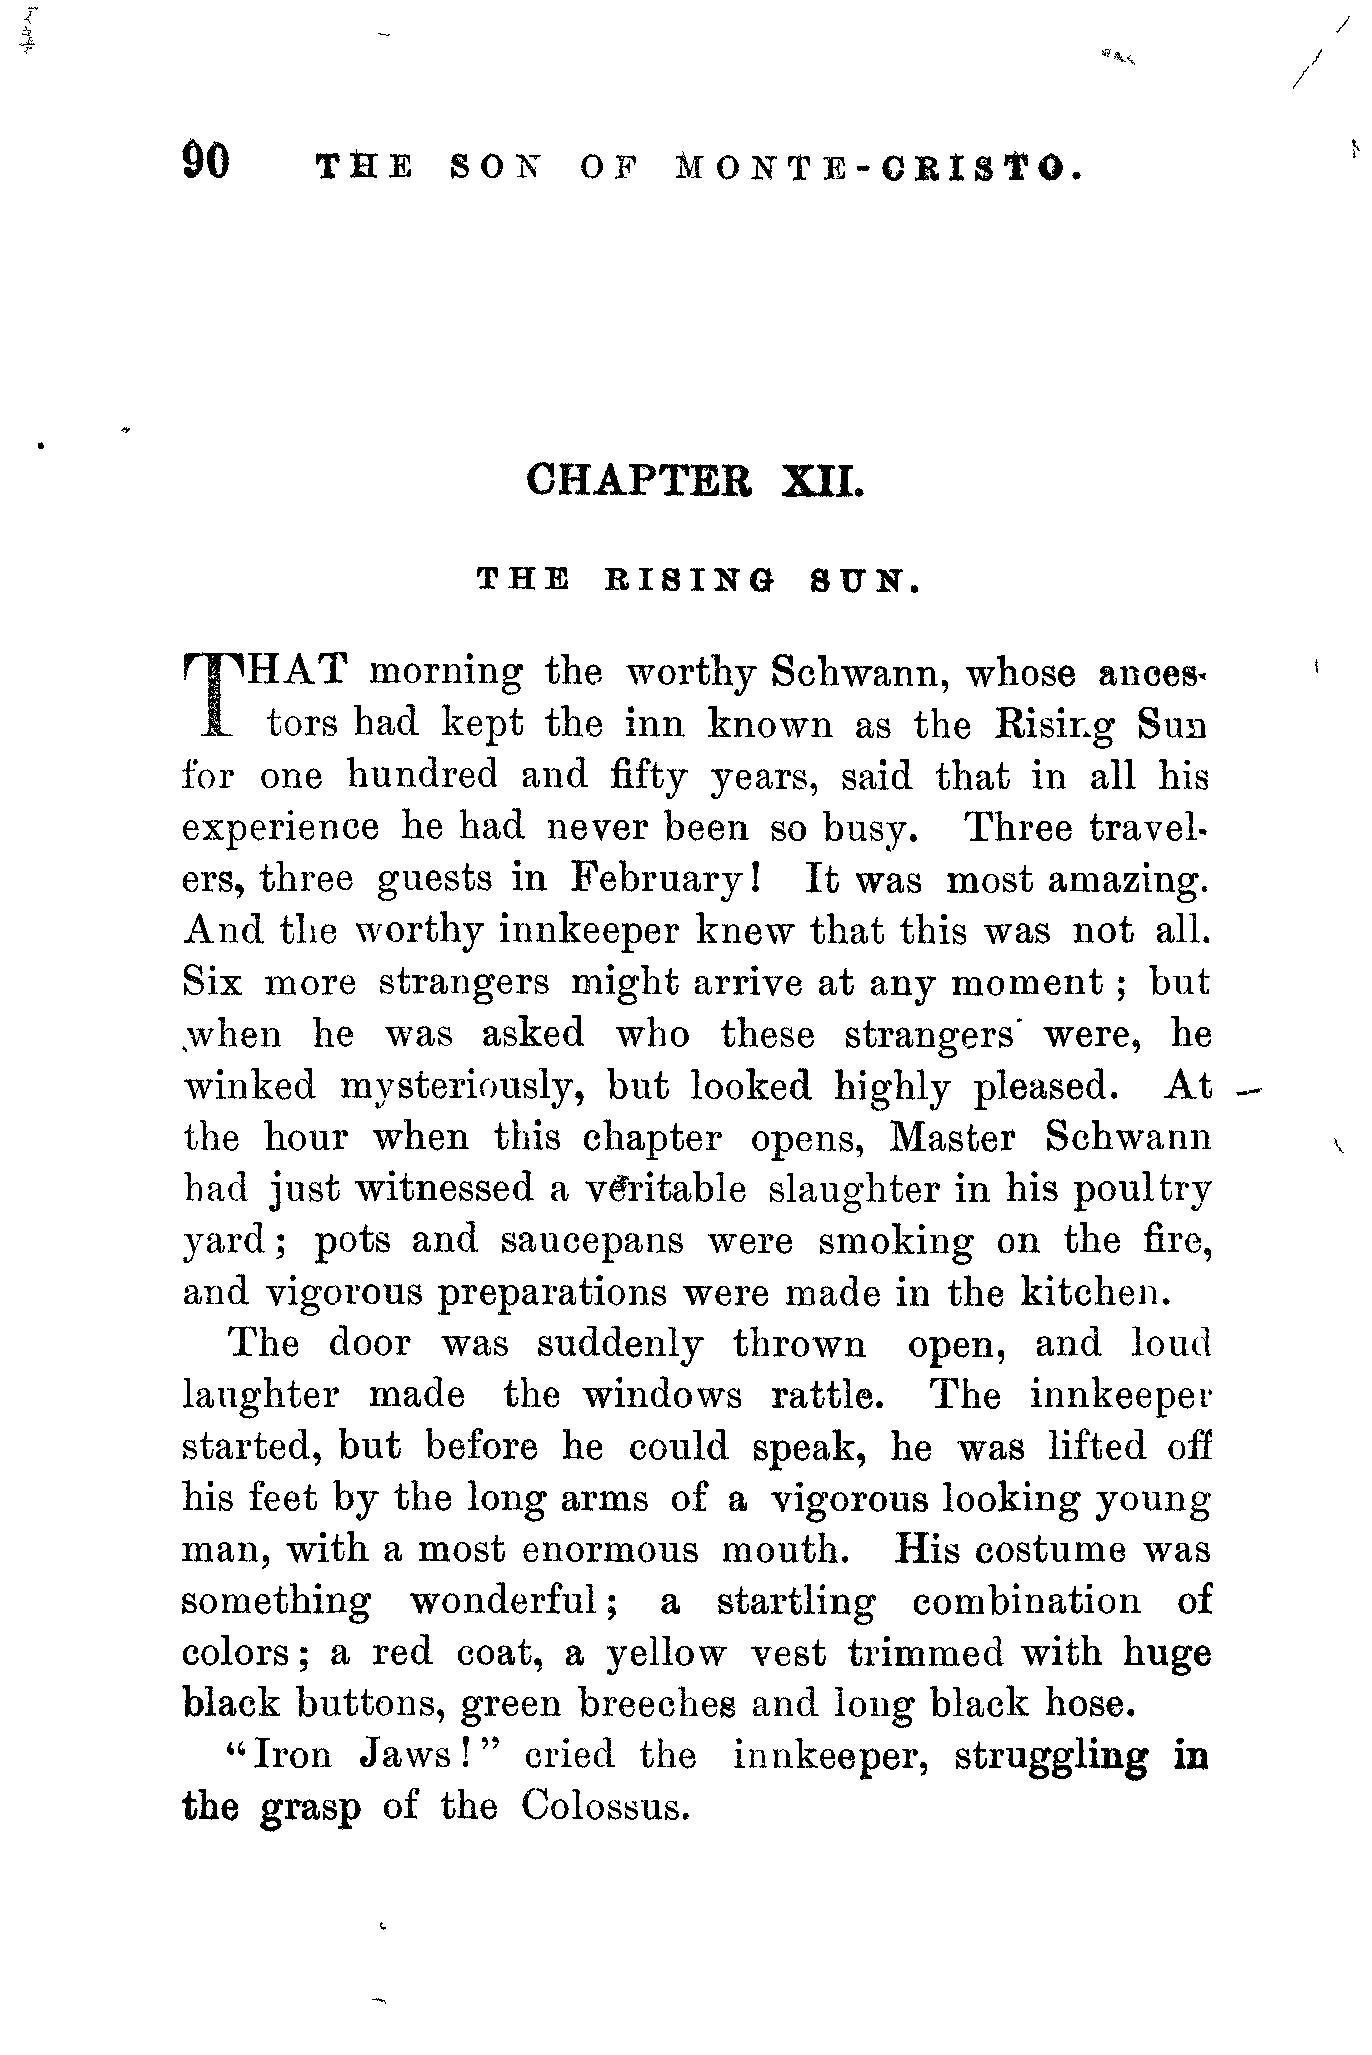 90 THE SON OF MONTE-CRISTO.
CHAPTER XII.
THE RISING SUN.
THAT morning the worthy Schwann, whose ances-
tors had kept the inn known as the Rising Sun
for one hundred and fifty years, said that in all his
experience he had never been so busy. Three travel-
ers, three guests in February! It was most amazing.
And the worthy innkeeper knew that this was not all.
Six more strangers might arrive at any moment; but
when he was asked who these strangers were, he
winked mysteriously, but looked highly pleased. At
the hour when this chapter opens, Master Schwann
had just witnessed a veritable slaughter in his poultry
yard; pots and saucepans were smoking on the fire,
and vigorous preparations were made in the kitchen.
The door was suddenly thrown open, and loud
laughter made the windows rattle. The innkeeper
started, but before he could speak, he was lifted off
his feet by the long arms of a vigorous looking young
man, with a most enormous mouth. His costume was
something wonderful; a startling combination of
colors; a red coat, a yellow vest trimmed with huge
black buttons, green breeches and long black hose.
"Iron Jaws!" cried the innkeeper, struggling in
the grasp of the Colossus.